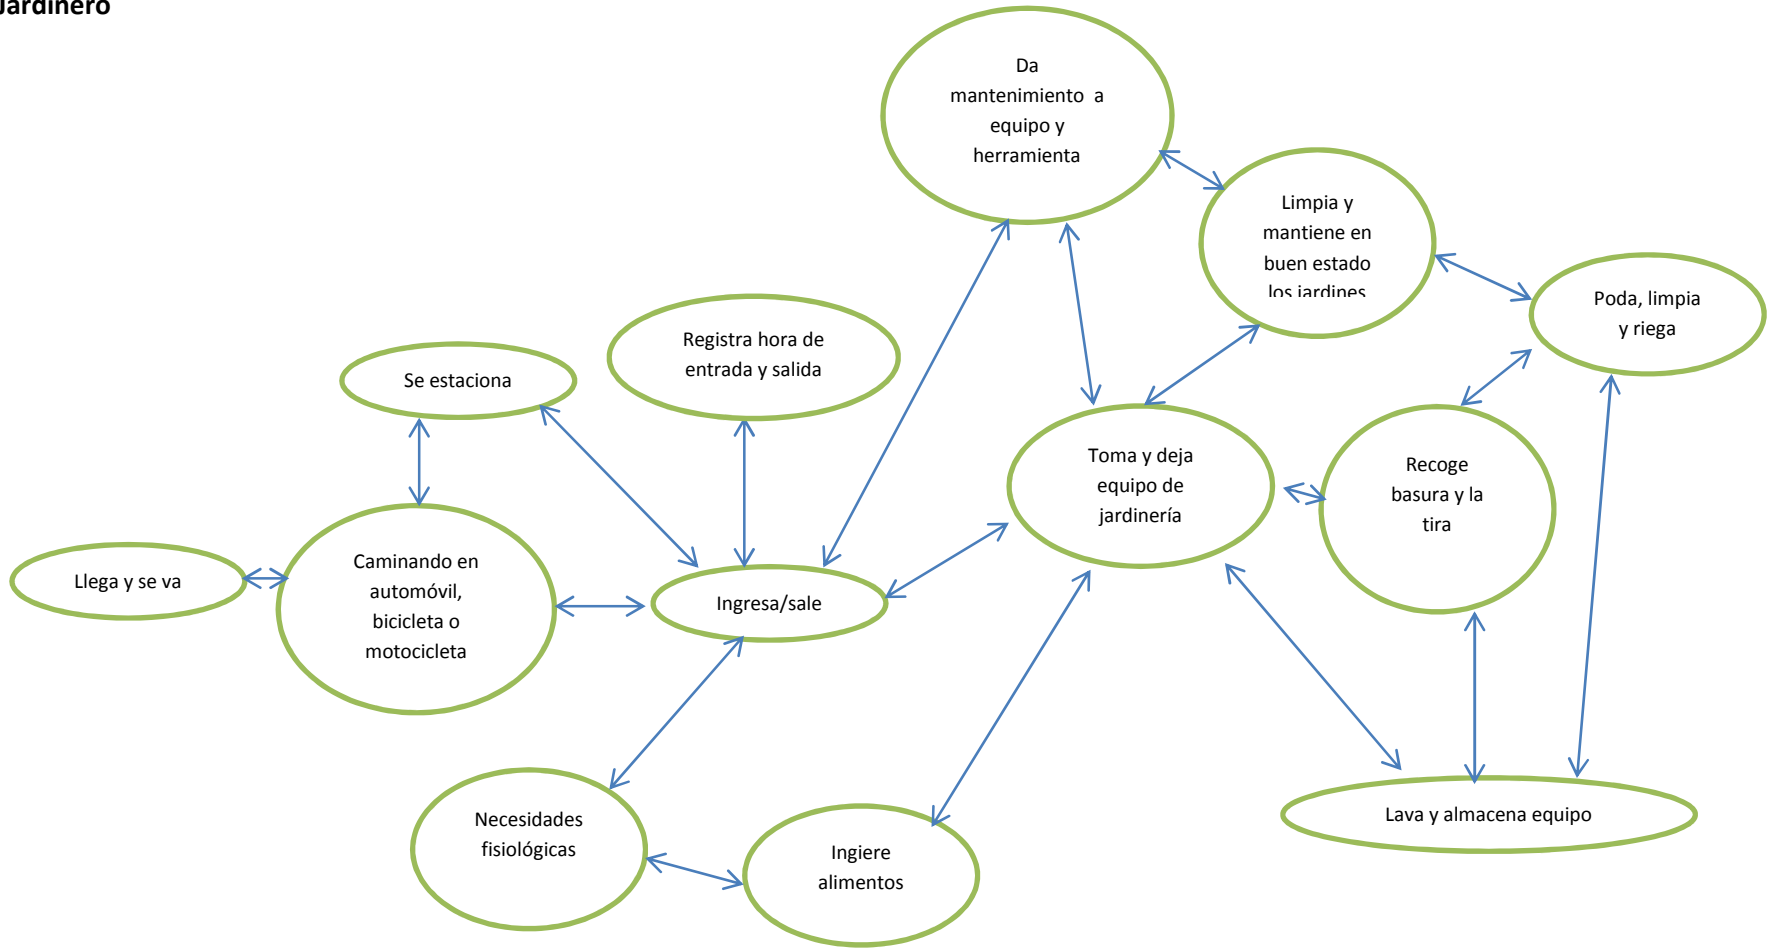 Jardinero
Da
mantenimiento a
equipo y
herramienta
Limpia y
mantiene en
buen estado
los jardines
Poda, limpia
y riega
Registra hora de
entrada y salida
Se estaciona
Toma y deja
equipo de
jardinería
Recoge
basura y la
tira
Llega y se va
Caminando en
automóvil,
bicicleta o
motocicleta
Ingresa/sale
Necesidades
fisiológicas
Ingiere
alimentos
Lava y almacena equipo